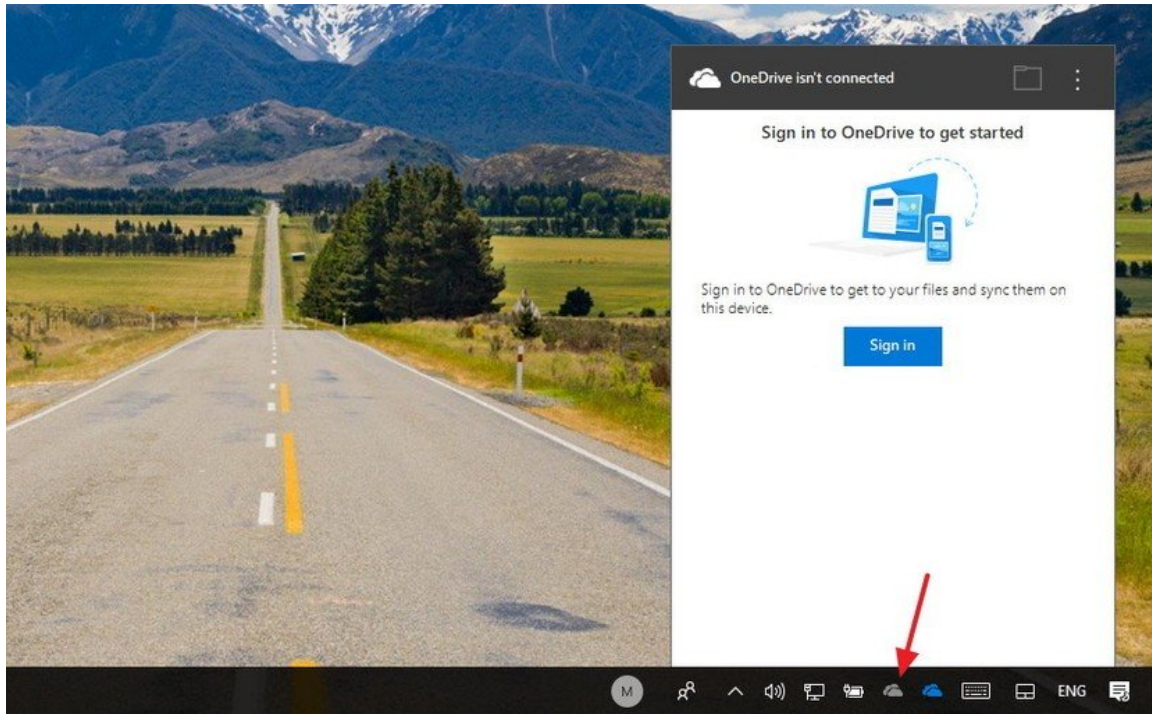 OneDrive isn't connected
Sign in to OneDrive to get started
Sign in to OneDrive to get to your files and sync them on
this device.
Sign in
M
ENG